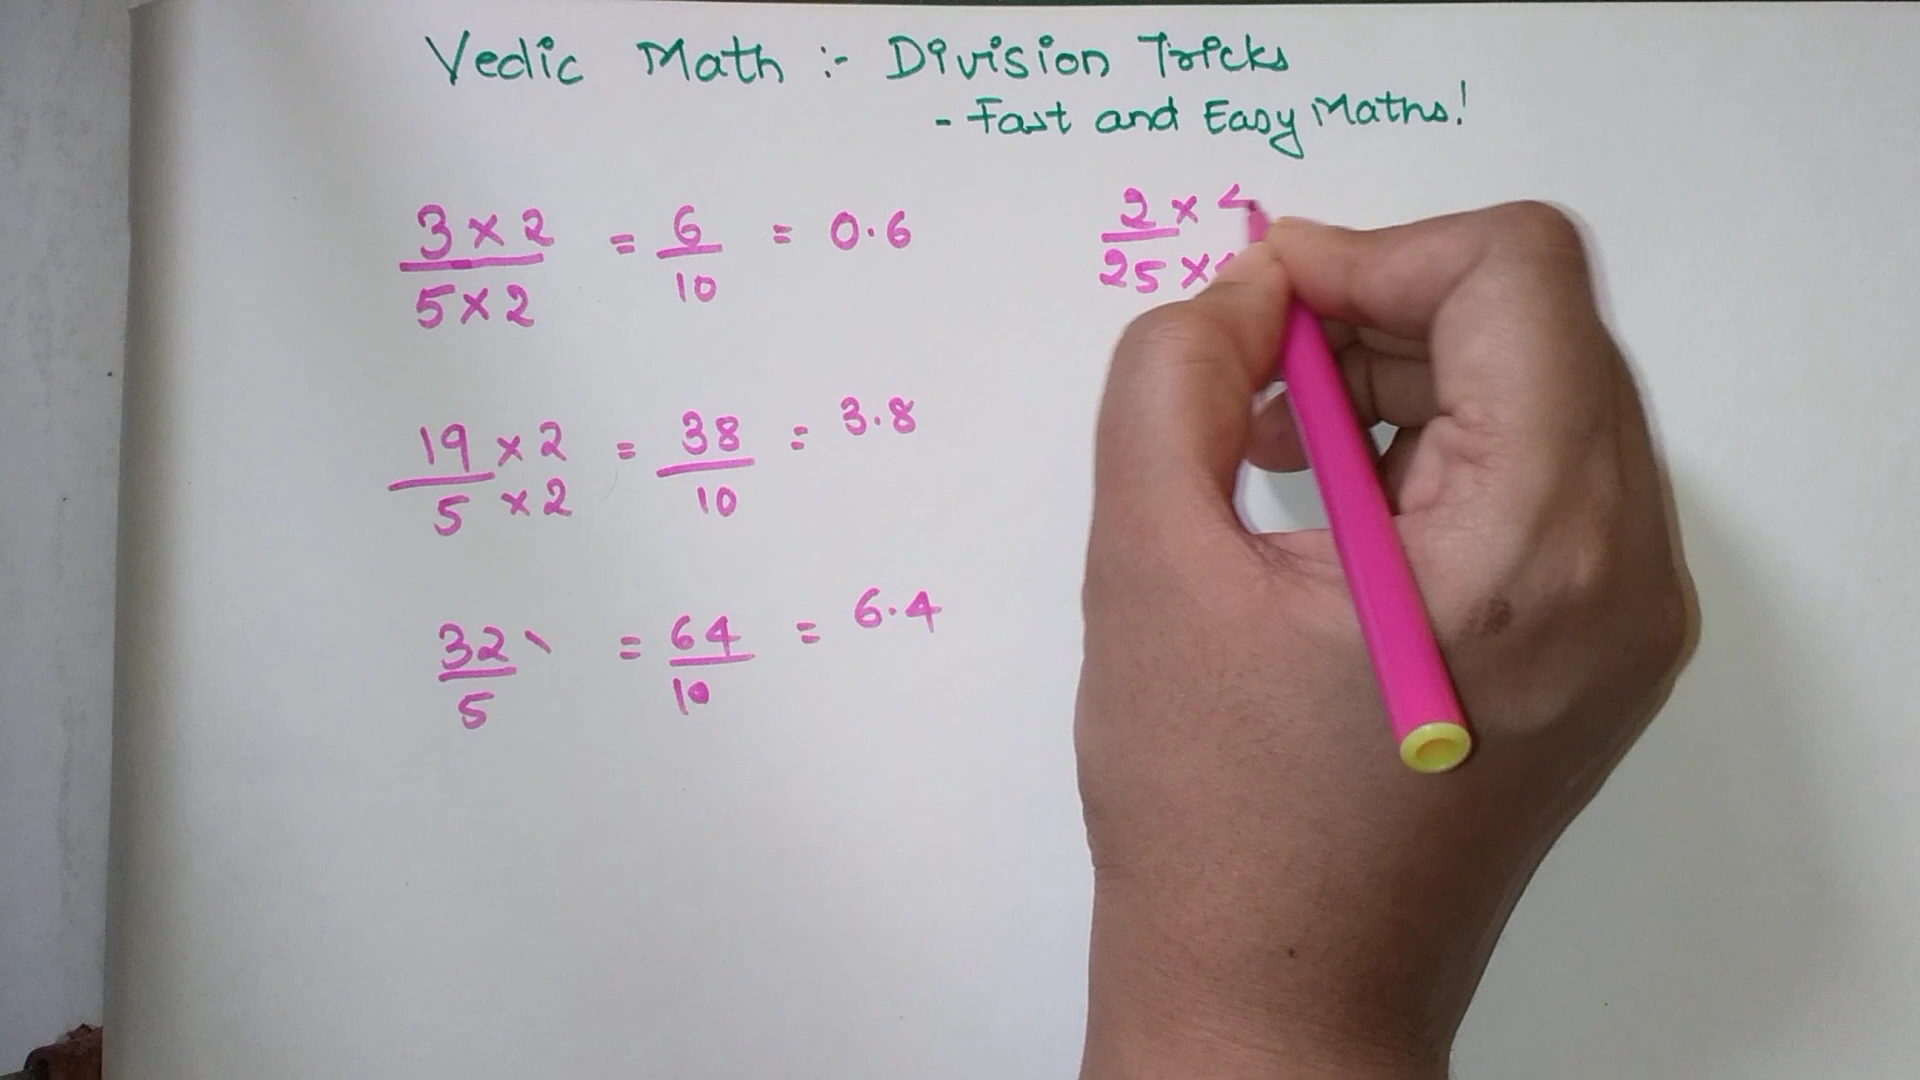 Vedic Math :- Division Tricks
- Fast and Easy Maths!
3 x 2 = 6 = 0.6
5 x 2 10
19 x 2 = 38 = 3.8
5 x 2 10
32 = 64 = 6.4
5 10
2 x 4
25 x